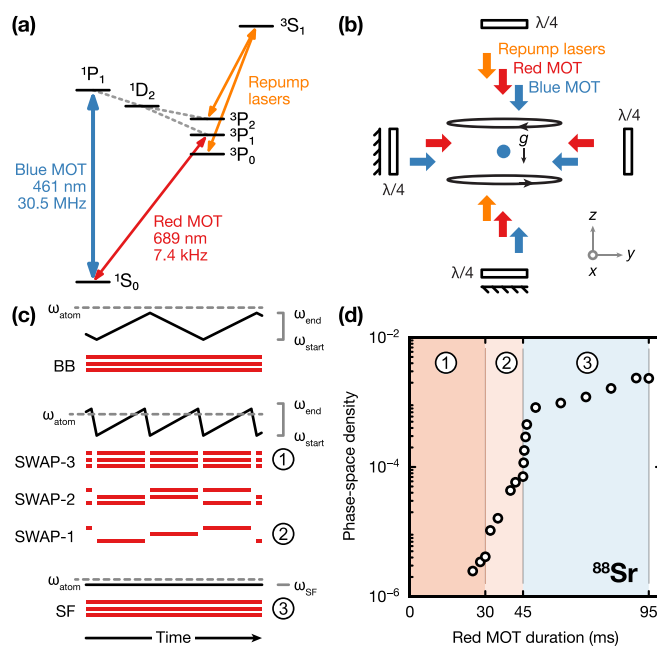 (a)
³S₁
¹P₁
¹D₂
Repump
lasers
³P₂
³P₁
³P₀
Blue MOT
461 nm
30.5 MHz
Red MOT
689 nm
7.4 kHz
¹S₀
(b)
λ/4
Repump lasers
Red MOT
Blue MOT
λ/4
g
λ/4
λ/4
z
y
x
(c)
ω_atom
ω_end
ω_start
BB
ω_atom
ω_end
ω_start
SWAP-3
①
SWAP-2
SWAP-1
②
ω_atom
ω_SF
SF
③
Time
(d)
10⁻²
① ② ③
10⁻⁴
10⁻⁶
Phase-space density
⁸⁸Sr
0 30 45 95
Red MOT duration (ms)